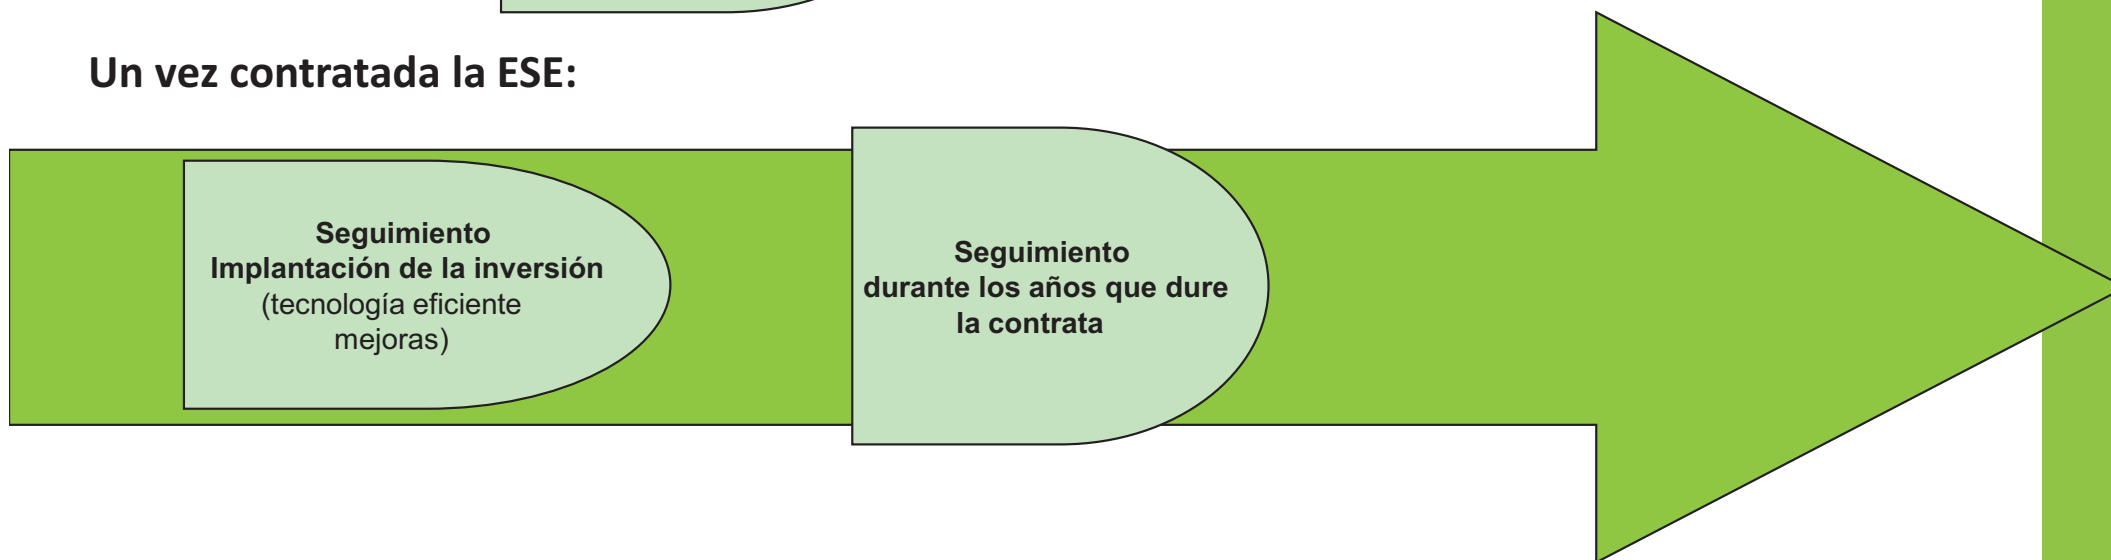 Un vez contratada la ESE:
Seguimiento
Implantación de la inversión
(tecnología eficiente
mejoras)
Seguimiento
durante los años que dure
la contrata